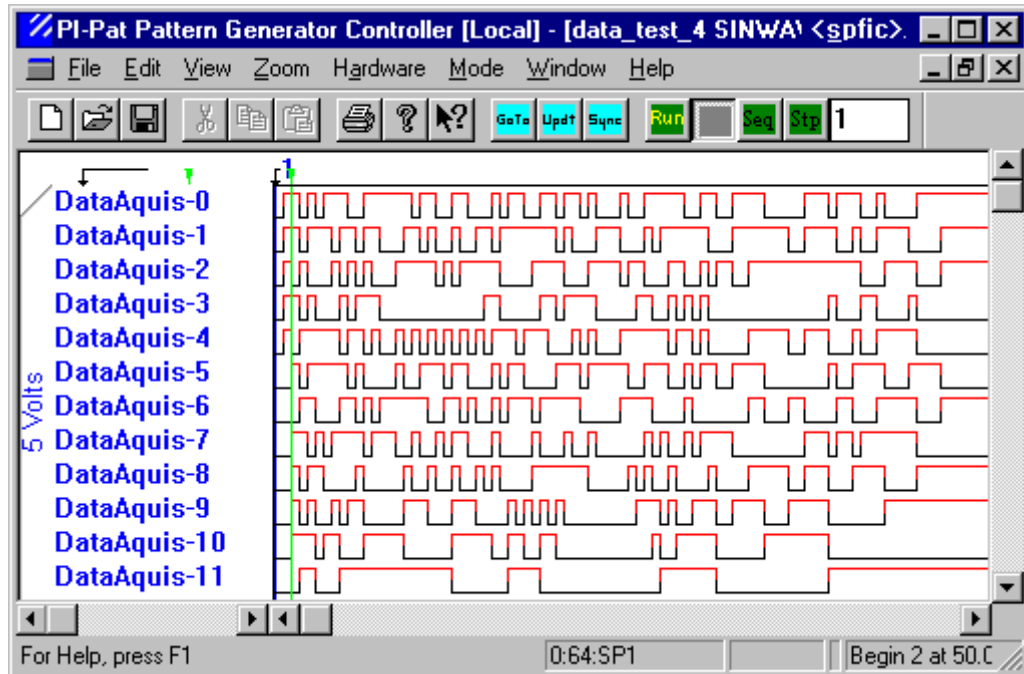 PI-Pat Pattern Generator Controller [Local] - [data_test_4 SINWA\ <spfic>.
File Edit View Zoom Hardware Mode Window Help
GoTo Updt Sync Run Seq Stp 1
1
DataAquis-0
DataAquis-1
DataAquis-2
DataAquis-3
DataAquis-4
DataAquis-5
DataAquis-6
DataAquis-7
DataAquis-8
DataAquis-9
DataAquis-10
DataAquis-11
5 Volts
For Help, press F1 0:64:SP1 Begin 2 at 50.0